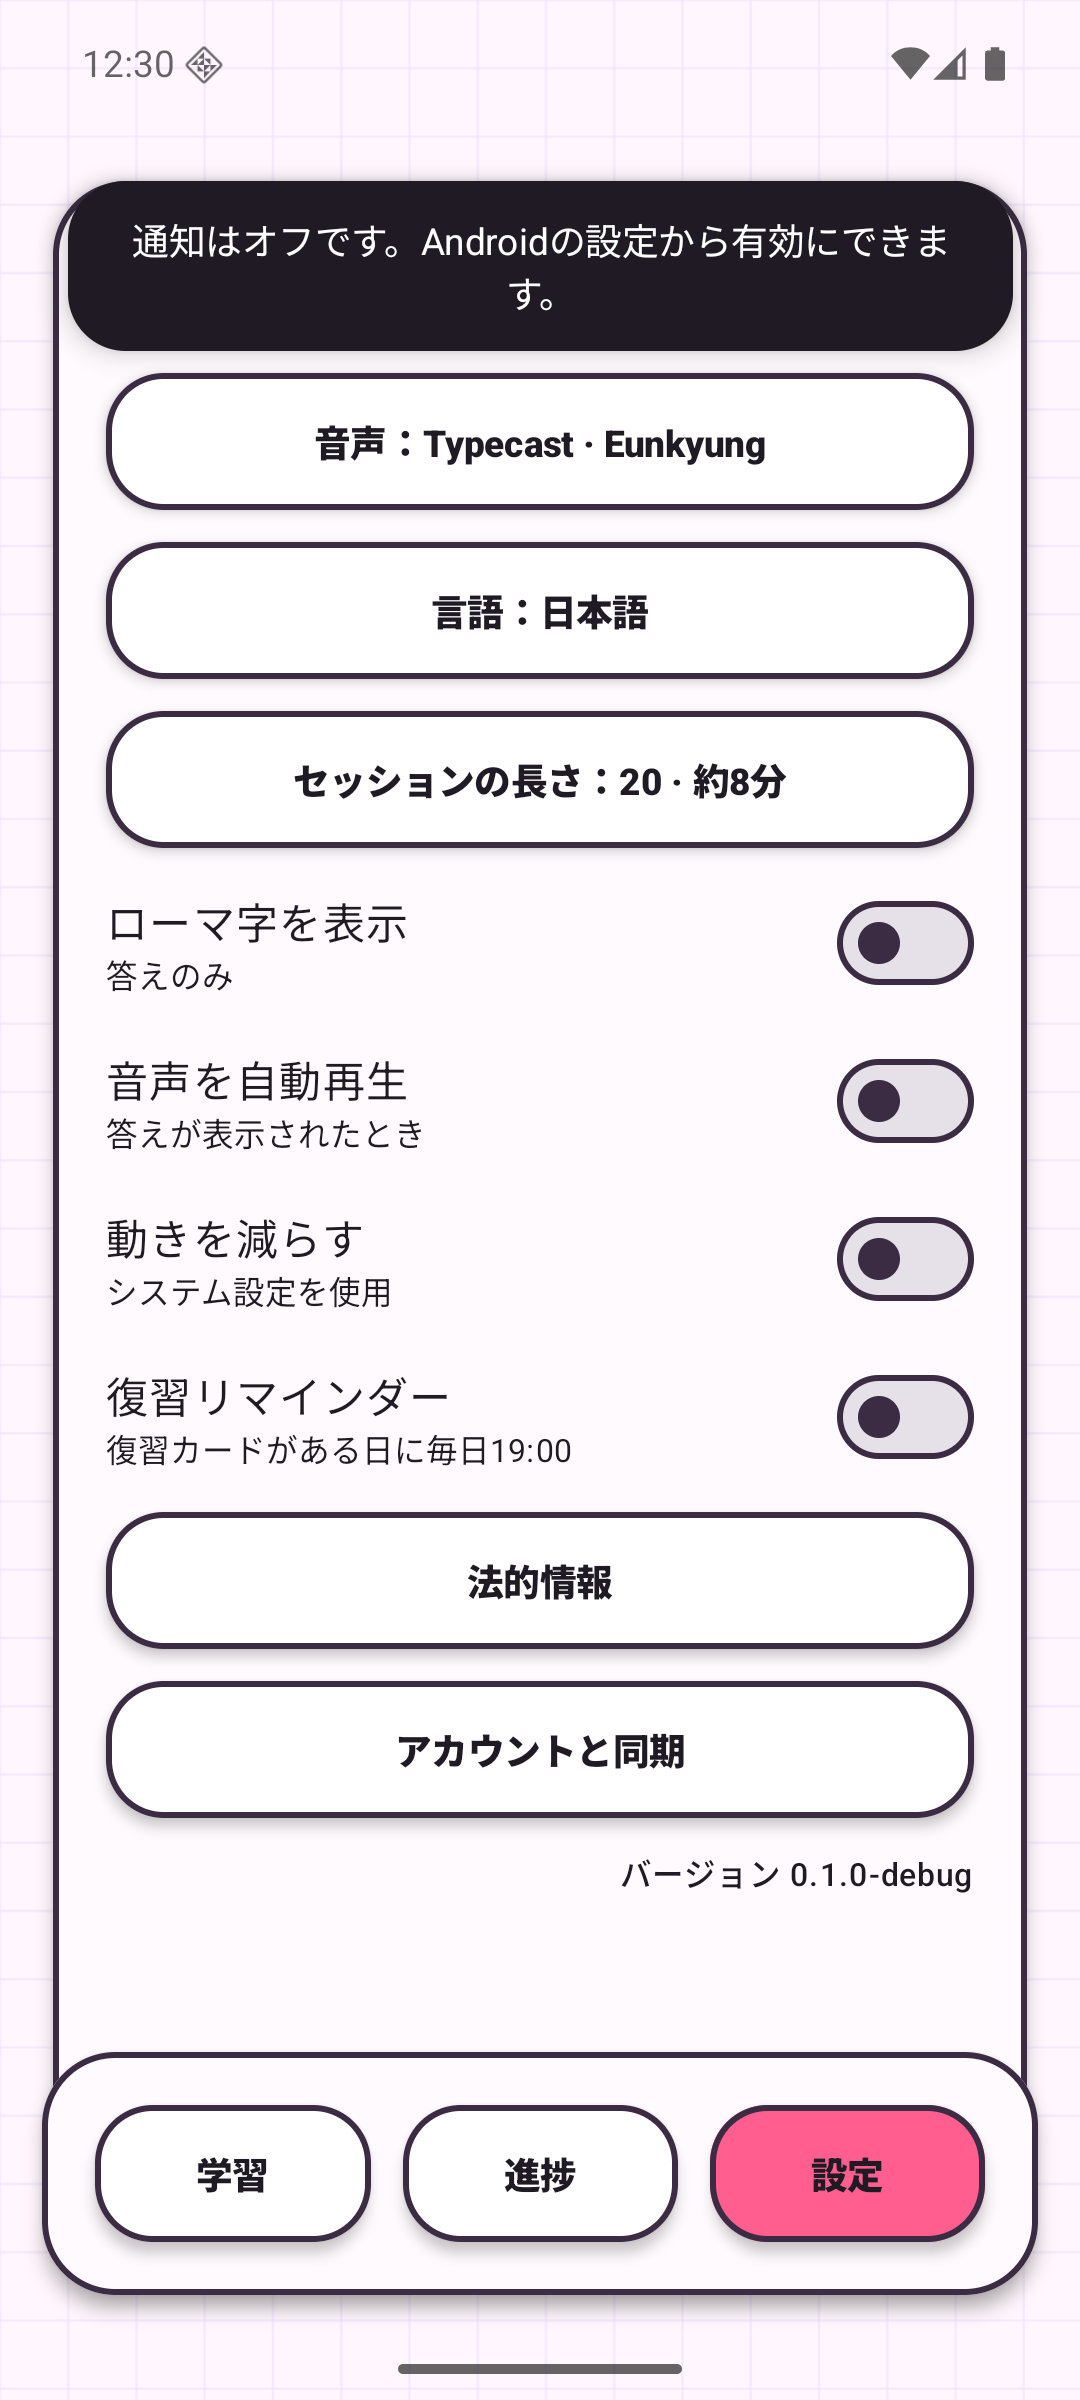 12:30
通知はオフです。Androidの設定から有効にできま
す。
音声：Typecast · Eunkyung
言語：日本語
セッションの長さ：20 · 約8分
ローマ字を表示
答えのみ
音声を自動再生
答えが表示されたとき
動きを減らす
システム設定を使用
復習リマインダー
復習カードがある日に毎日19:00
法的情報
アカウントと同期
バージョン 0.1.0-debug
学習
進捗
設定